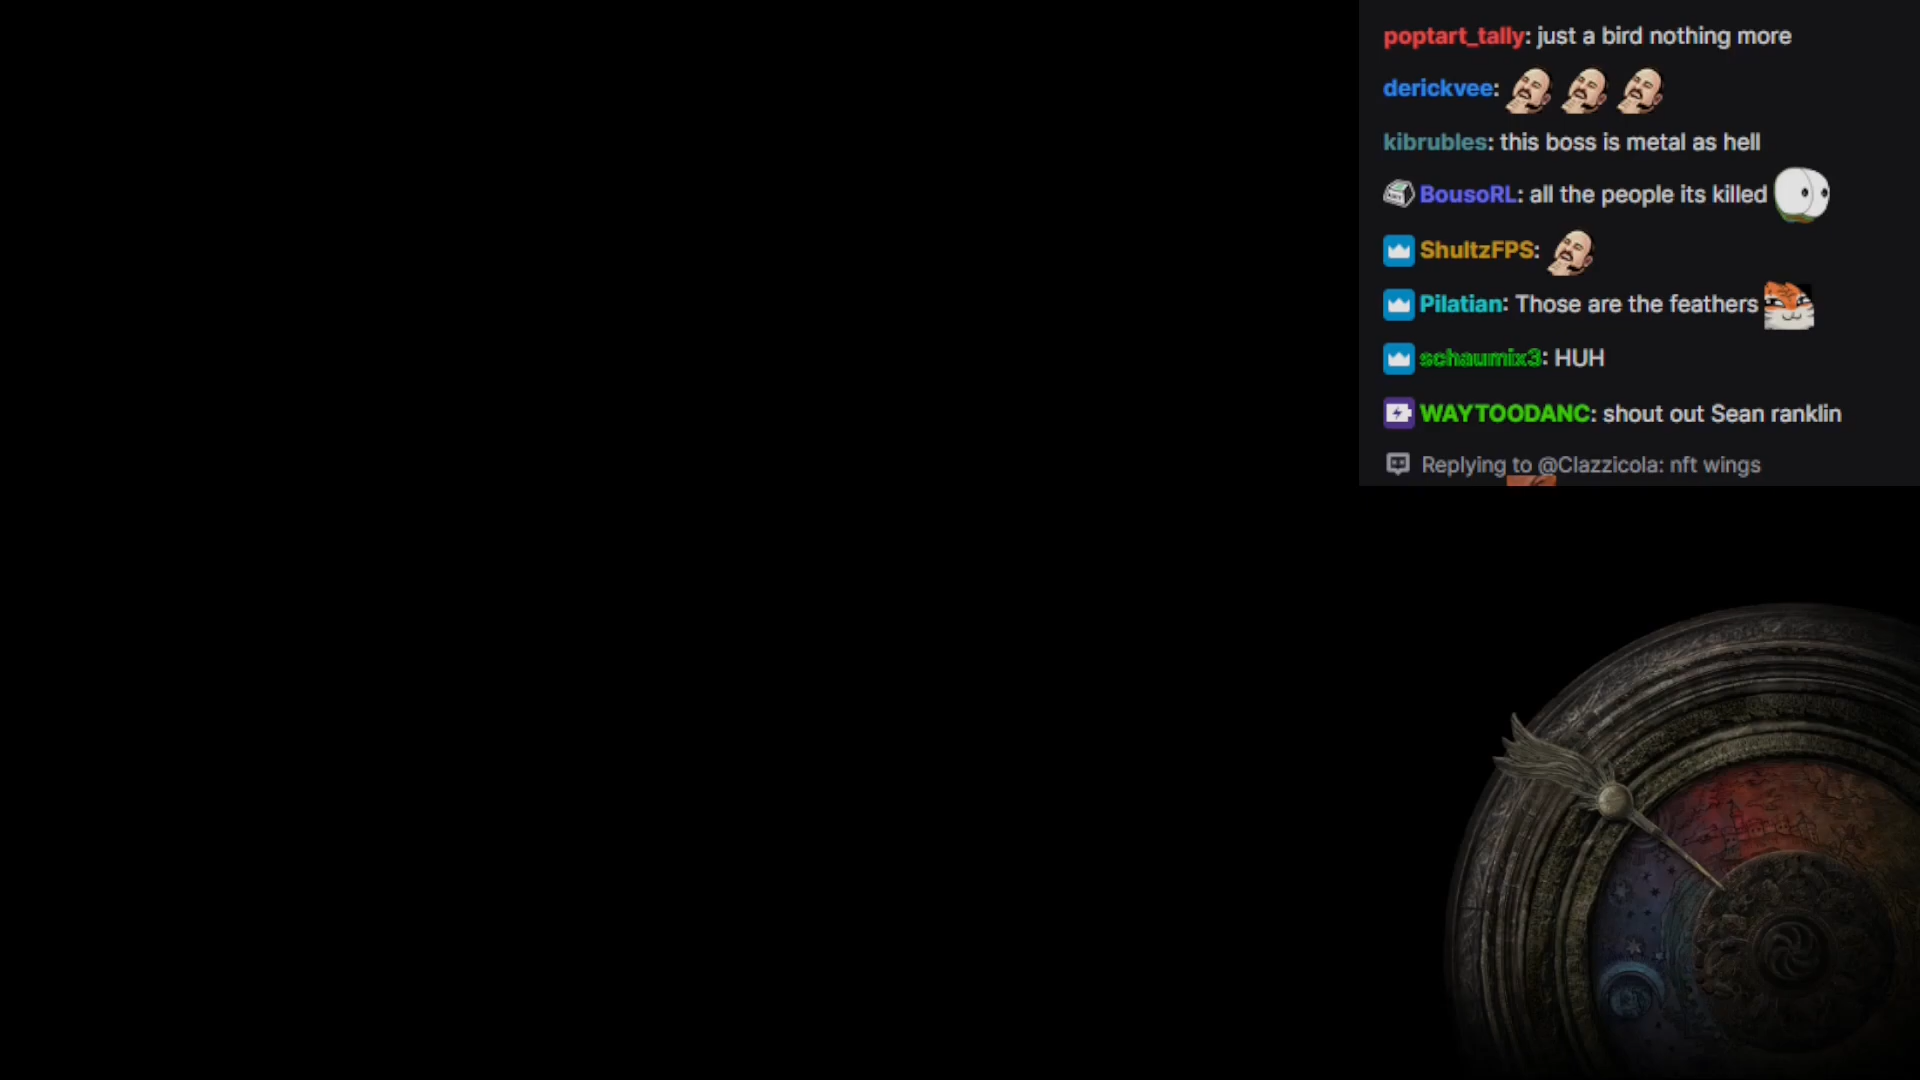 poptart_tally: just a bird nothing more
derickvee:
kibrubles: this boss is metal as hell
BousoRL: all the people its killed
ShultzFPS:
Pilatian: Those are the feathers
schaumix3: HUH
WAYTOODANC: shout out Sean ranklin
Replying to @Clazzicola: nft wings